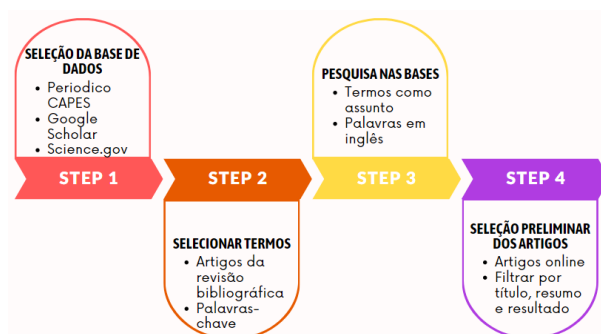 SELEÇÃO DA BASE DE
DADOS
• Periodico
CAPES
• Google
Scholar
• Science.gov
STEP 1
STEP 2
SELECIONAR TERMOS
• Artigos da
revisão
bibliográfica
• Palavras-
chave
PESQUISA NAS BASES
• Termos como
assunto
• Palavras em
inglês
STEP 3
STEP 4
SELEÇÃO PRELIMINAR
DOS ARTIGOS
• Artigos online
• Filtrar por
título, resumo
e resultado